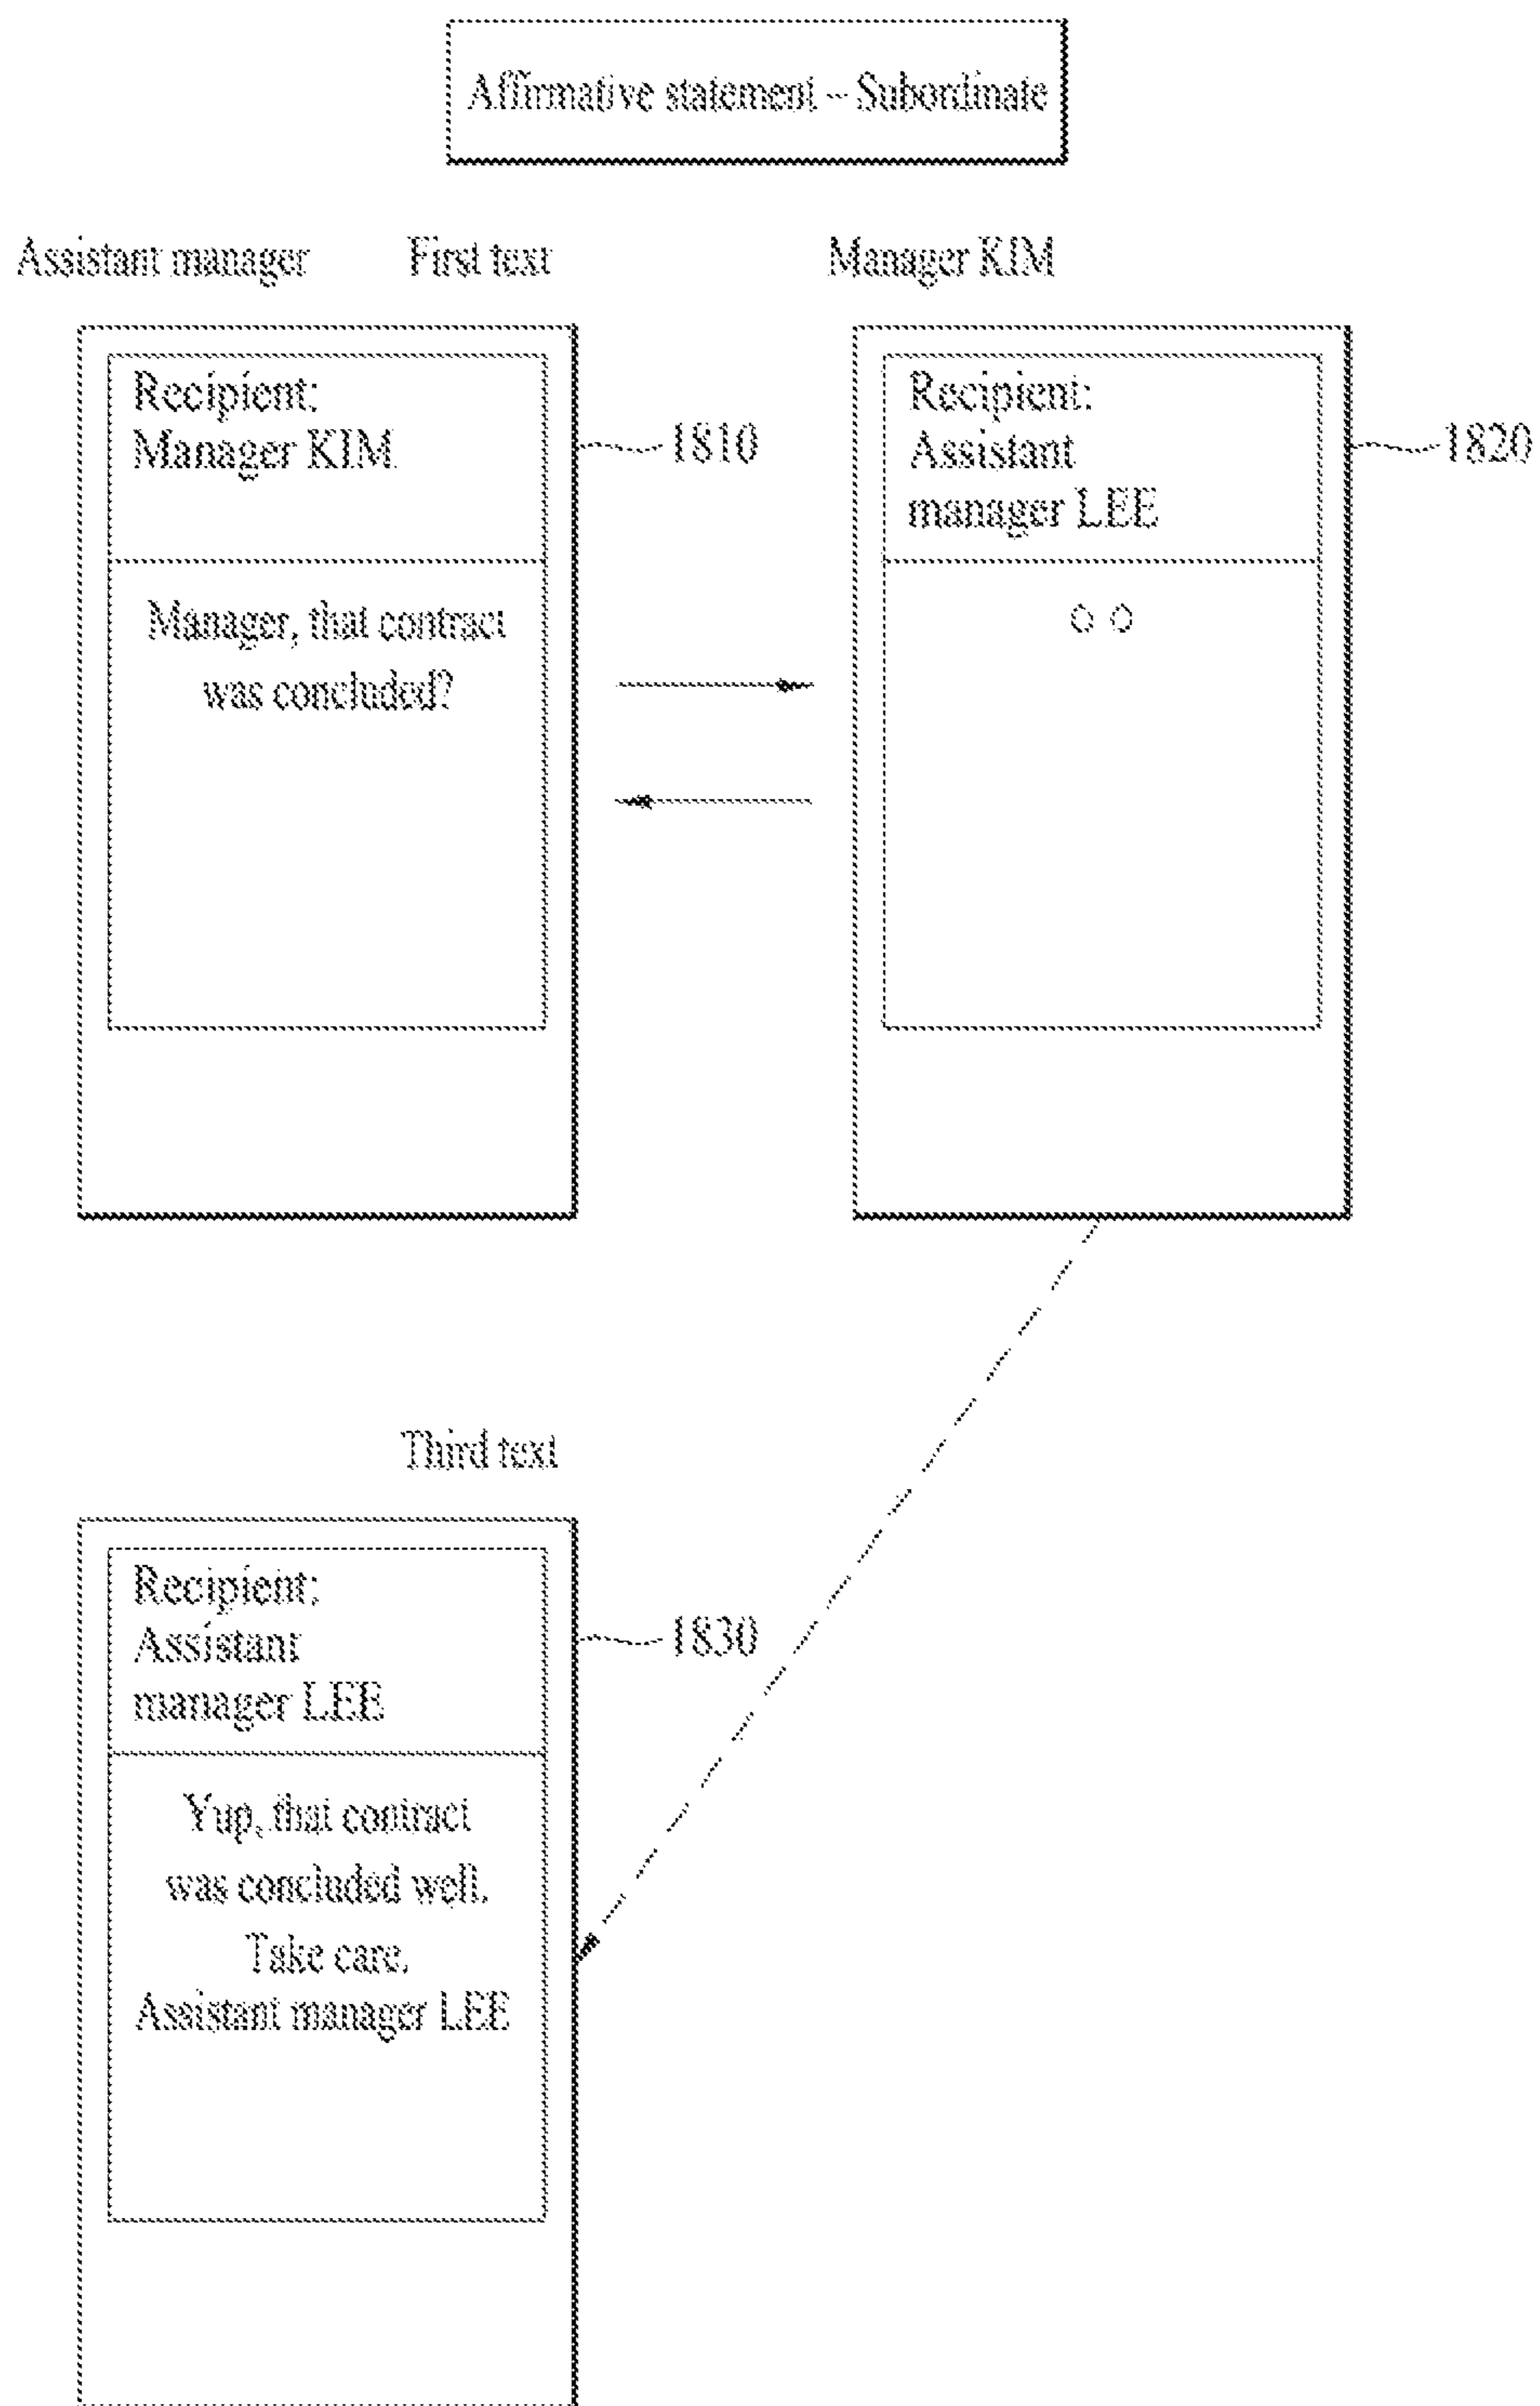 Affirmative statement – Subordinate
Assistant manager
First text
Manager KIM
Recipient:
Manager KIM
1810
Manager, that contract
was concluded?
Recipient:
Assistant
manager LEE
1820
○ ○
Third text
Recipient:
Assistant
manager LEE
1830
Yup, that contract
was concluded well.
Take care.
Assistant manager LEE